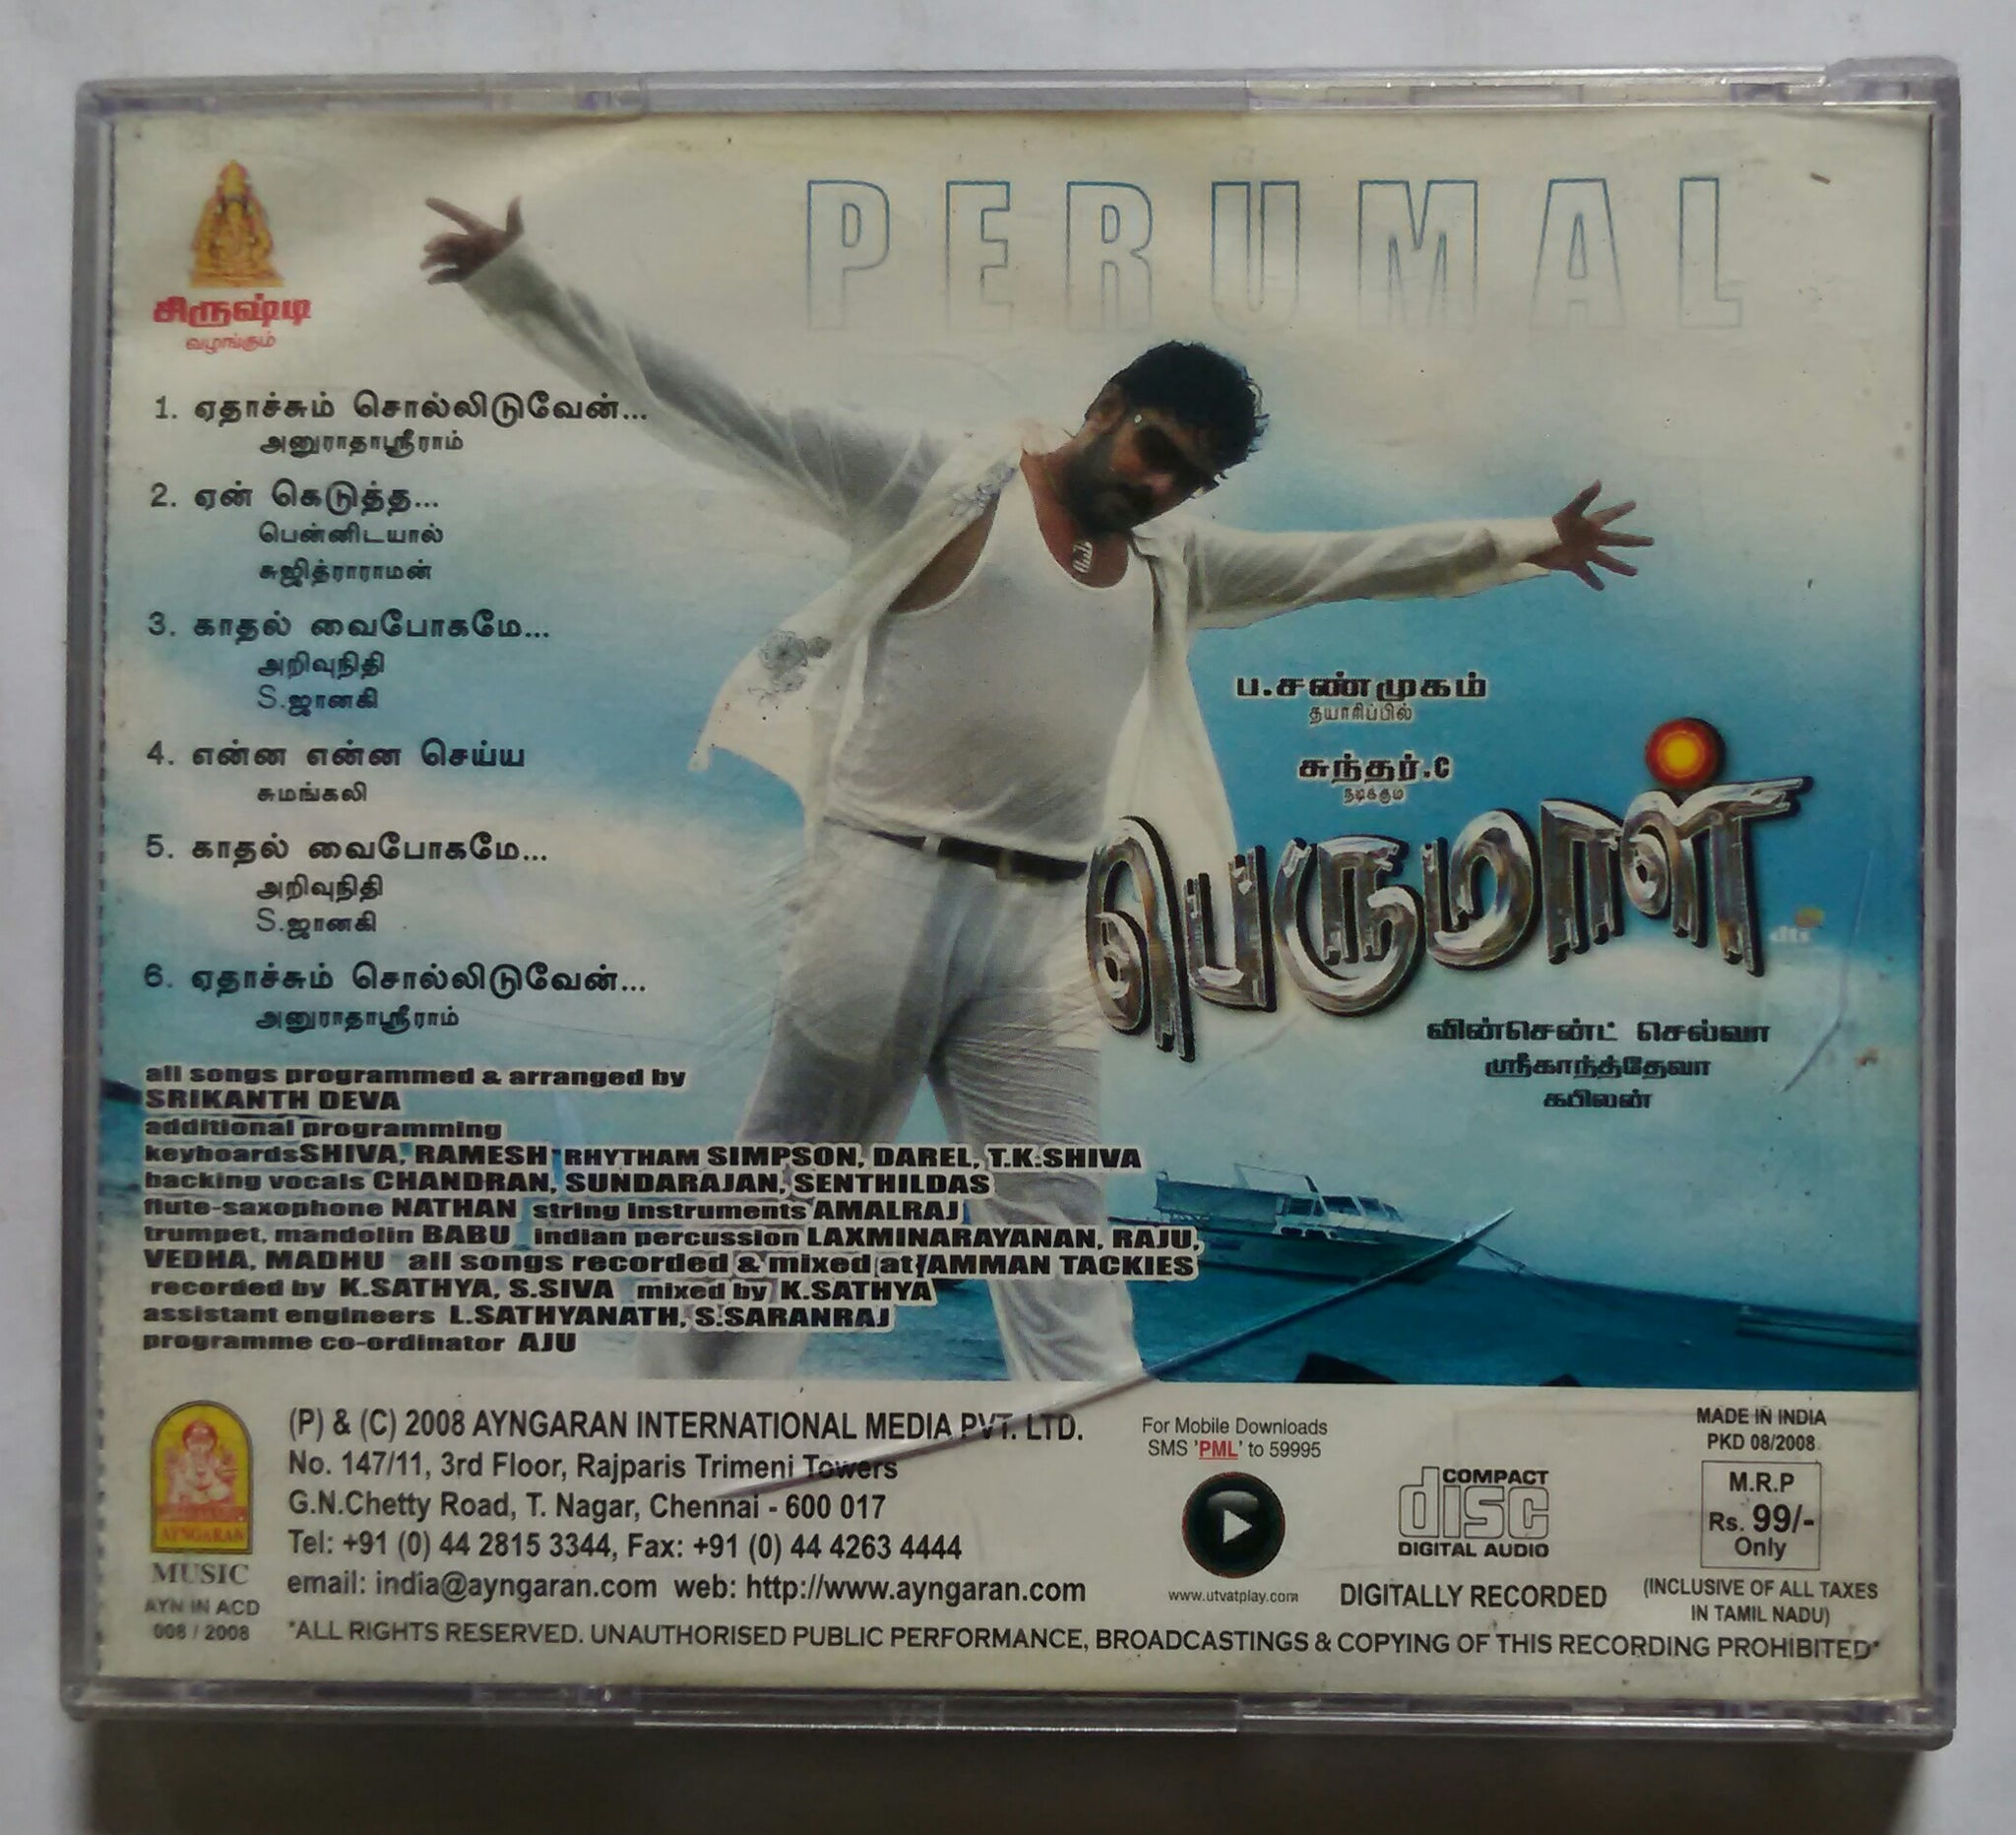 PERUMAL
சிருஷ்டி
வழங்கும்
1. ஏதாச்சும் சொல்லிடுவேன்...
அனுராதாஸ்ரீராம்
2. ஏன் கெடுத்த...
பென்னிடயால்
சுஜித்ராராமன்
3. காதல் வைபோகமே...
அறிவுநிதி
S.ஜானகி
4. என்ன என்ன செய்ய
சுமங்கலி
5. காதல் வைபோகமே...
அறிவுநிதி
S.ஜானகி
6. ஏதாச்சும் சொல்லிடுவேன்...
அனுராதாஸ்ரீராம்
ப.சண்முகம்
தயாரிப்பில்
சுந்தர்.C
நடிக்கும்
பெருமாள்
dts
வின்சென்ட் செல்வா
ஸ்ரீகாந்த்தேவா
கபிலன்
all songs programmed & arranged by
SRIKANTH DEVA
additional programming
keyboards SHIVA, RAMESH RHYTHAM SIMPSON, DAREL, T.K.SHIVA
backing vocals CHANDRAN, SUNDARAJAN, SENTHILDAS
flute-saxophone NATHAN string instruments AMALRAJ
trumpet, mandolin BABU indian percussion LAXMINARAYANAN, RAJU,
VEDHA, MADHU all songs recorded & mixed at AMMAN TACKIES
recorded by K.SATHYA, S.SIVA mixed by K.SATHYA
assistant engineers L.SATHYANATH, S.SARANRAJ
programme co-ordinator AJU
AYNGARAN
MUSIC
AYN IN ACD
008 / 2008
(P) & (C) 2008 AYNGARAN INTERNATIONAL MEDIA PVT. LTD.
No. 147/11, 3rd Floor, Rajparis Trimeni Towers
G.N.Chetty Road, T. Nagar, Chennai - 600 017
Tel: +91 (0) 44 2815 3344, Fax: +91 (0) 44 4263 4444
email: india@ayngaran.com web: http://www.ayngaran.com
For Mobile Downloads
SMS 'PML' to 59995
www.utvatplay.com
COMPACT
disc
DIGITAL AUDIO
DIGITALLY RECORDED
MADE IN INDIA
PKD 08/2008
M.R.P
Rs. 99/-
Only
(INCLUSIVE OF ALL TAXES
IN TAMIL NADU)
*ALL RIGHTS RESERVED. UNAUTHORISED PUBLIC PERFORMANCE, BROADCASTINGS & COPYING OF THIS RECORDING PROHIBITED*